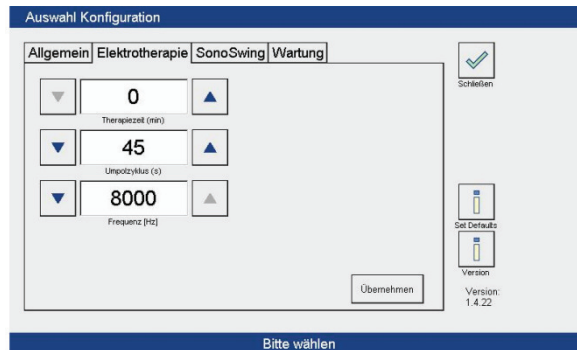 Auswahl Konfiguration
Allgemein Elektrotherapie SonoSwing Wartung
0
Therapiezeit (min)
45
Umpolzyklus (s)
8000
Frequenz [Hz]
Übernehmen
Schließen
Set Defaults
Version
Version:
1.4.22
Bitte wählen